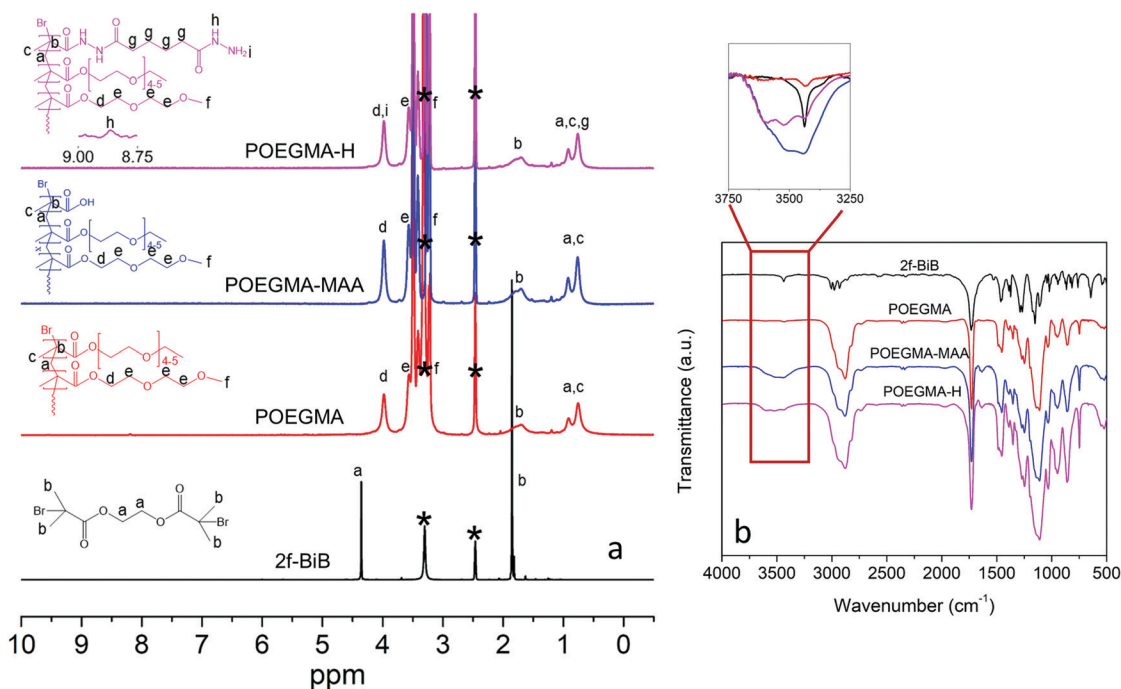 Br
O
H
N
N
H
O
g
g
g
g
O
H
h
N
NH₂i
c
b
a
O
O
O
4-5
O
O
e
e
e
O
f
d
h
9.00
8.75
d,i
e
*
f
*
b
a,c,g
POEGMA-H
Br
O
OH
c
b
a
O
O
O
4-5
x
O
O
e
e
e
O
f
d
d
e
*
f
*
b
a,c
POEGMA-MAA
Br
O
O
O
4-5
c
b
a
O
O
e
e
e
O
f
d
d
e
*
f
*
b
a,c
POEGMA
b
Br
b
O
O
a
a
O
O
b
Br
b
a
*
*
b
a
2f-BiB
10 9 8 7 6 5 4 3 2 1 0
ppm
3750 3500 3250
2f-BiB
POEGMA
POEGMA-MAA
POEGMA-H
Transmittance (a.u.)
b
4000 3500 3000 2500 2000 1500 1000 500
Wavenumber (cm⁻¹)